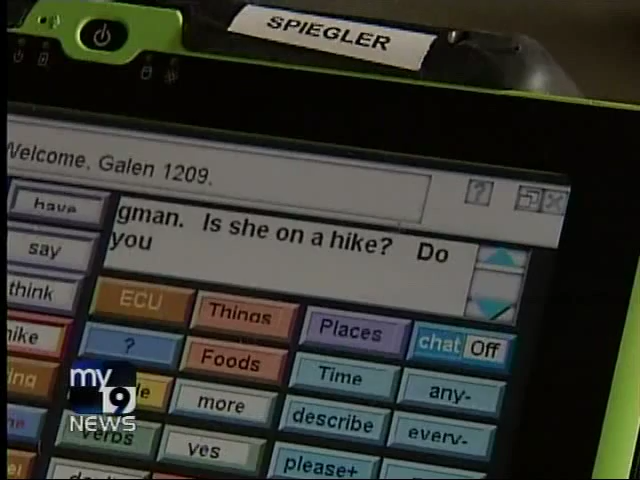 SPIEGLER
Welcome, Galen 1209.
have
gman. Is she on a hike? Do
you
say
think
ECU
Things
Places
chat Off
?
Foods
Time
any-
more
describe
every-
verbs
yes
please+
my 9
NEWS